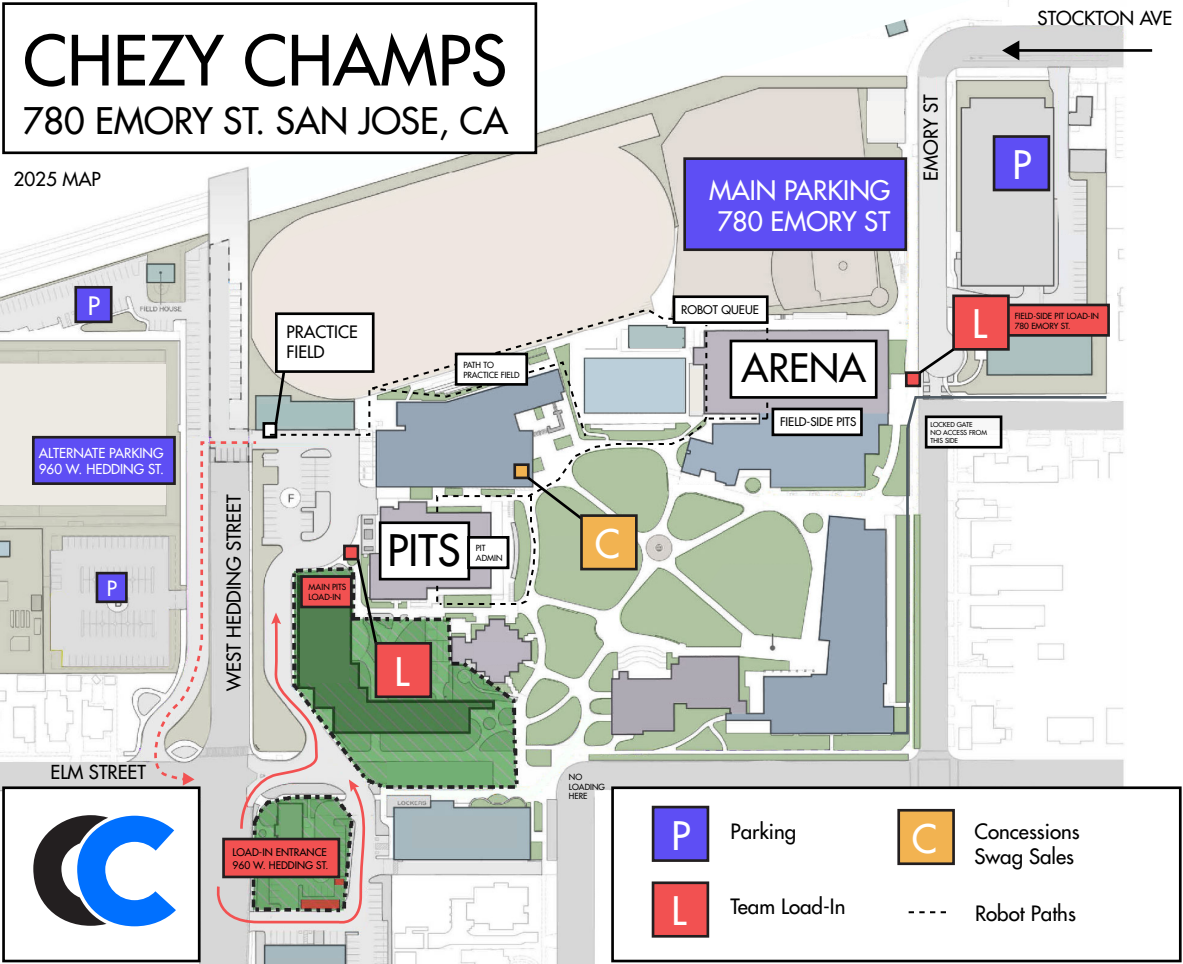 CHEZY CHAMPS
780 EMORY ST. SAN JOSE, CA
2025 MAP
STOCKTON AVE
EMORY ST
P
MAIN PARKING
780 EMORY ST
P
FIELD HOUSE
ROBOT QUEUE
L
FIELD-SIDE PIT LOAD-IN
780 EMORY ST.
PRACTICE
FIELD
PATH TO
PRACTICE FIELD
ARENA
FIELD-SIDE PITS
LOCKED GATE
NO ACCESS FROM
THIS SIDE
ALTERNATE PARKING
960 W. HEDDING ST.
F
WEST HEDDING STREET
PITS
PIT
ADMIN
C
P
MAIN PITS
LOAD-IN
L
ELM STREET
NO
LOADING
HERE
LOCKERS
LOAD-IN ENTRANCE
960 W. HEDDING ST.
P
Parking
C
Concessions
Swag Sales
L
Team Load-In
Robot Paths